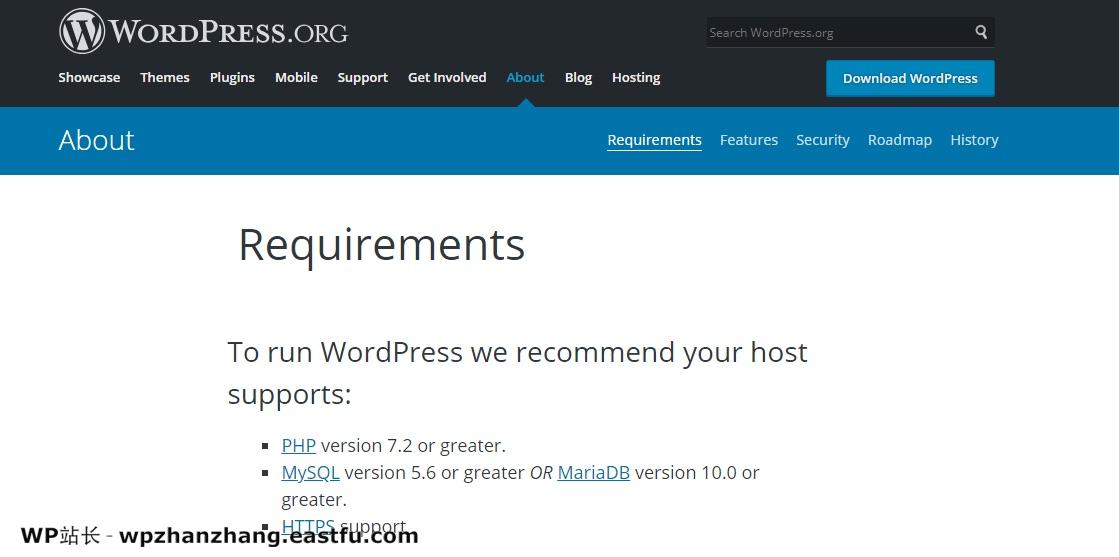 WORDPRESS.ORG
Search WordPress.org
Showcase Themes Plugins Mobile Support Get Involved About Blog Hosting
Download WordPress
About
Requirements Features Security Roadmap History
Requirements
To run WordPress we recommend your host
supports:
PHP version 7.2 or greater.
MySQL version 5.6 or greater OR MariaDB version 10.0 or
greater.
HTTPS support
WP站长 - wpzhanzhang.eastfu.com